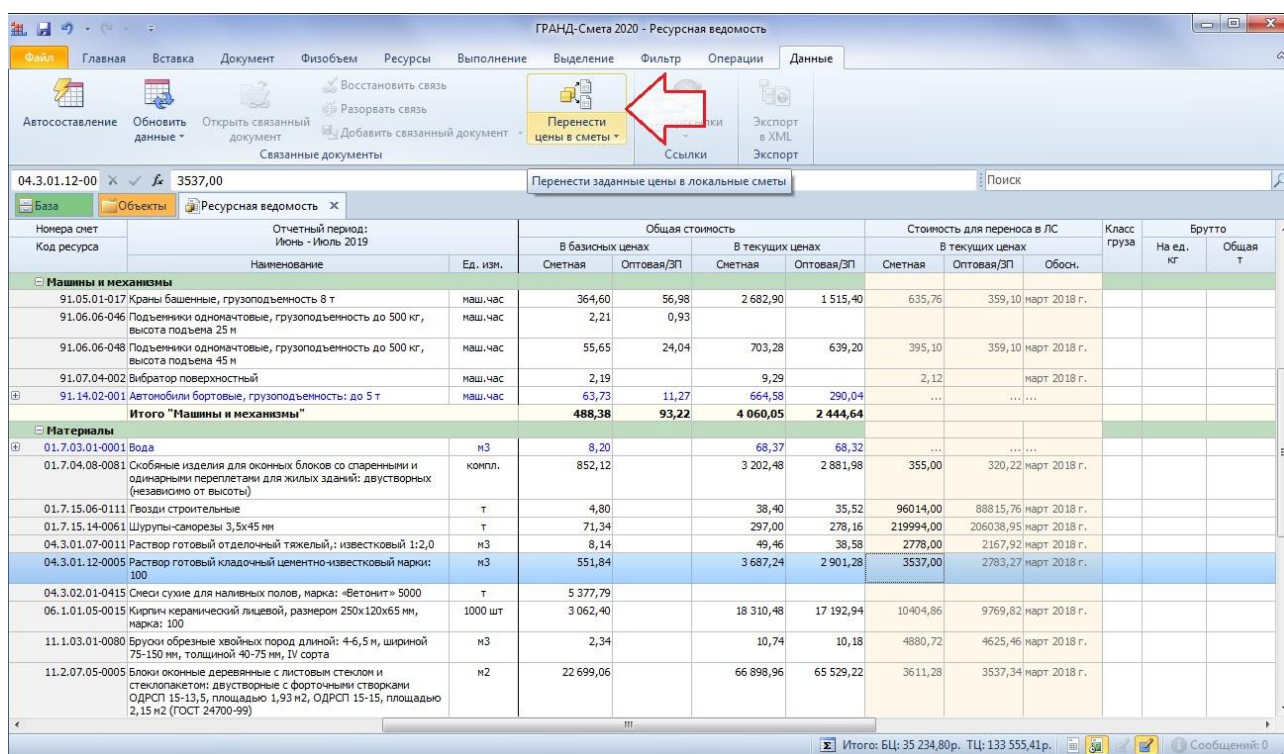 ГРАНД-Смета 2020 - Ресурсная ведомость
Файл Главная Вставка Документ Физобъем Ресурсы Выполнение Выделение Фильтр Операции Данные
Автосоставление
Обновить данные
Открыть связанный документ
Восстановить связь
Разорвать связь
Добавить связанный документ
Перенести цены в сметы
Экспорт в XML
Связанные документы Ссылки Экспорт
04.3.01.12-00 fx 3537,00 Поиск
Перенести заданные цены в локальные сметы
База Объекты Ресурсная ведомость
Номера смет Отчетный период: Общая стоимость Стоимость для переноса в ЛС Класс груза Брутто
Код ресурса Июнь - Июль 2019 В базисных ценах В текущих ценах В текущих ценах На ед. кг Общая т
Наименование Ед. изм. Сметная Оптовая/ЗП Сметная Оптовая/ЗП Сметная Оптовая/ЗП Обосн.
Машины и механизмы
91.05.01-017 Краны башенные, грузоподъемность 8 т маш.час 364,60 56,98 2 682,90 1 515,40 635,76 359,10 март 2018 г.
91.06.06-046 Подъемники одномачтовые, грузоподъемность до 500 кг, маш.час 2,21 0,93
высота подъема 25 м
91.06.06-048 Подъемники одномачтовые, грузоподъемность до 500 кг, маш.час 55,65 24,04 703,28 639,20 395,10 359,10 март 2018 г.
высота подъема 45 м
91.07.04-002 Вибратор поверхностный маш.час 2,19 9,29 2,12 март 2018 г.
91.14.02-001 Автомобили бортовые, грузоподъемность: до 5 т маш.час 63,73 11,27 664,58 290,04 ... ... ...
Итого "Машины и механизмы" 488,38 93,22 4 060,05 2 444,64
Материалы
01.7.03.01-0001 Вода м3 8,20 68,37 68,32 ... ... ...
01.7.04.08-0081 Скобяные изделия для оконных блоков со спаренными и компл. 852,12 3 202,48 2 881,98 355,00 320,22 март 2018 г.
одинарными переплетами для жилых зданий: двустворных
(независимо от высоты)
01.7.15.06-0111 Гвозди строительные т 4,80 38,40 35,52 96014,00 88815,76 март 2018 г.
01.7.15.14-0061 Шурупы-саморезы 3,5х45 мм т 71,34 297,00 278,16 219994,00 206038,95 март 2018 г.
04.3.01.07-0011 Раствор готовый отделочный тяжелый,: известковый 1:2,0 м3 8,14 49,46 38,58 2778,00 2167,92 март 2018 г.
04.3.01.12-0005 Раствор готовый кладочный цементно-известковый марки: м3 551,84 3 687,24 2 901,28 3537,00 2783,27 март 2018 г.
100
04.3.02.01-0415 Смеси сухие для наливных полов, марка: «Ветонит» 5000 т 5 377,79
06.1.01.05-0015 Кирпич керамический лицевой, размером 250х120х65 мм, 1000 шт 3 062,40 18 310,48 17 192,94 10404,86 9769,82 март 2018 г.
марка: 100
11.1.03.01-0080 Бруски обрезные хвойных пород длиной: 4-6,5 м, шириной м3 2,34 10,74 10,18 4880,72 4625,46 март 2018 г.
75-150 мм, толщиной 40-75 мм, IV сорта
11.2.07.05-0005 Блоки оконные деревянные с листовым стеклом и м2 22 699,06 66 898,96 65 529,22 3611,28 3537,34 март 2018 г.
стеклопакетом: двустворные с форточными створками
ОДРСП 15-13,5, площадью 1,93 м2, ОДРСП 15-15, площадью
2,15 м2 (ГОСТ 24700-99)
Σ Итого: БЦ: 35 234,80р. ТЦ: 133 555,41р. Сообщений: 0